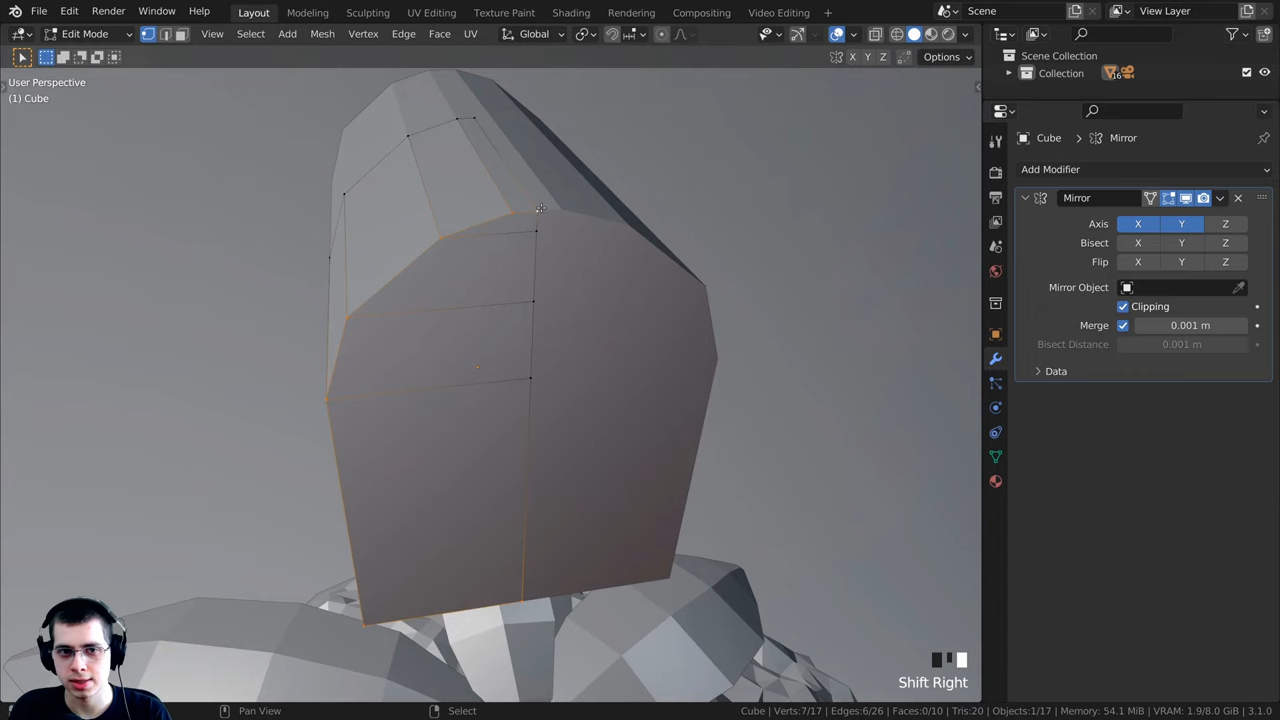 File Edit Render Window Help Layout Modeling Sculpting UV Editing Texture Paint Shading Rendering Compositing Video Editing Scene View Layer
Edit Mode View Select Add Mesh Vertex Edge Face UV Global
X Y Z Options
User Perspective
(1) Cube
Scene Collection
Collection 16
Cube > Mirror
Add Modifier
Mirror
Axis X Y Z
Bisect X Y Z
Flip X Y Z
Mirror Object
Clipping
Merge 0.001 m
Bisect Distance 0.001 m
Data
Shift Right
Pan View Select Cube | Verts:7/17 | Edges:6/26 | Faces:0/10 | Tris:20 | Objects:1/17 | Memory: 54.1 MiB | VRAM: 1.9/8.0 GiB | 3.1.0